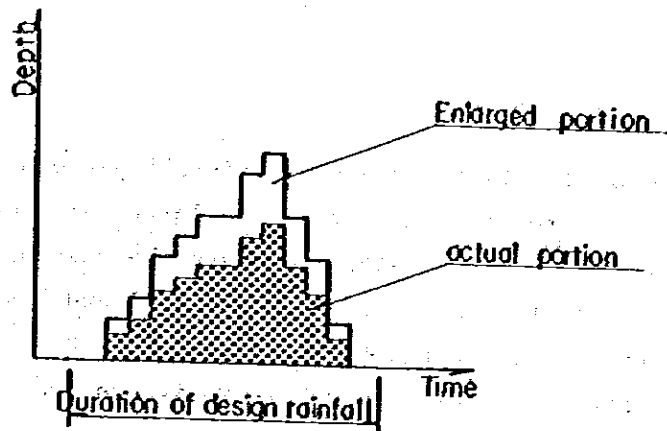 Depth
Enlarged portion
actual portion
Time
Duration of design rainfall